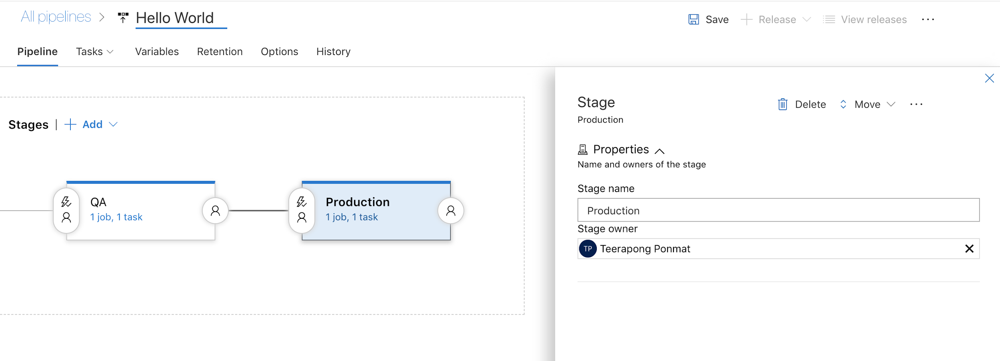 All pipelines > Hello World
Save Release View releases ...
Pipeline Tasks Variables Retention Options History
Stages | + Add
QA
1 job, 1 task
Production
1 job, 1 task
Stage
Delete Move ...
Production
Properties
Name and owners of the stage
Stage name
Production
Stage owner
TP Teerapong Ponmat